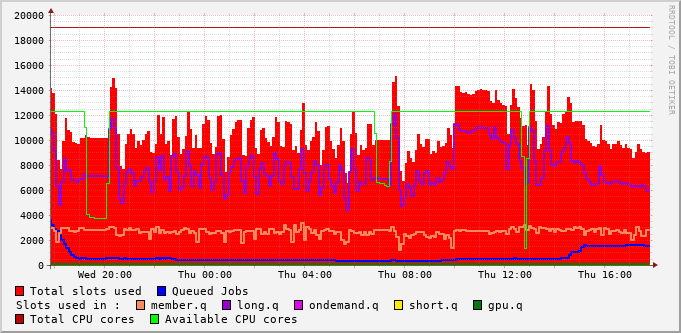 20000
18000
16000
14000
12000
10000
8000
6000
4000
2000
0
Wed 20:00 Thu 00:00 Thu 04:00 Thu 08:00 Thu 12:00 Thu 16:00
RRDTOOL / TOBI OETIKER
Total slots used Queued Jobs
Slots used in : member.q long.q ondemand.q short.q gpu.q
Total CPU cores Available CPU cores